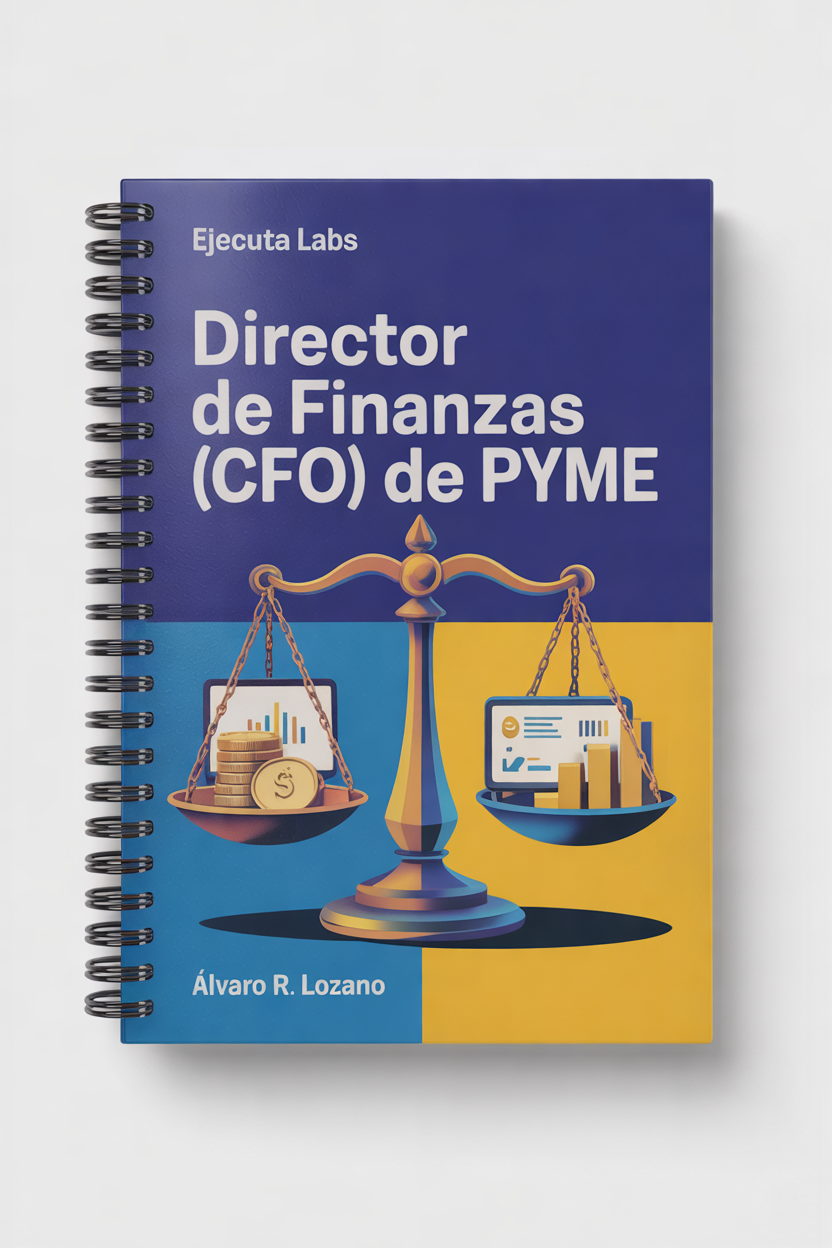 Ejecuta Labs
Director
de Finanzas
(CFO) de PYME
$
Álvaro R. Lozano